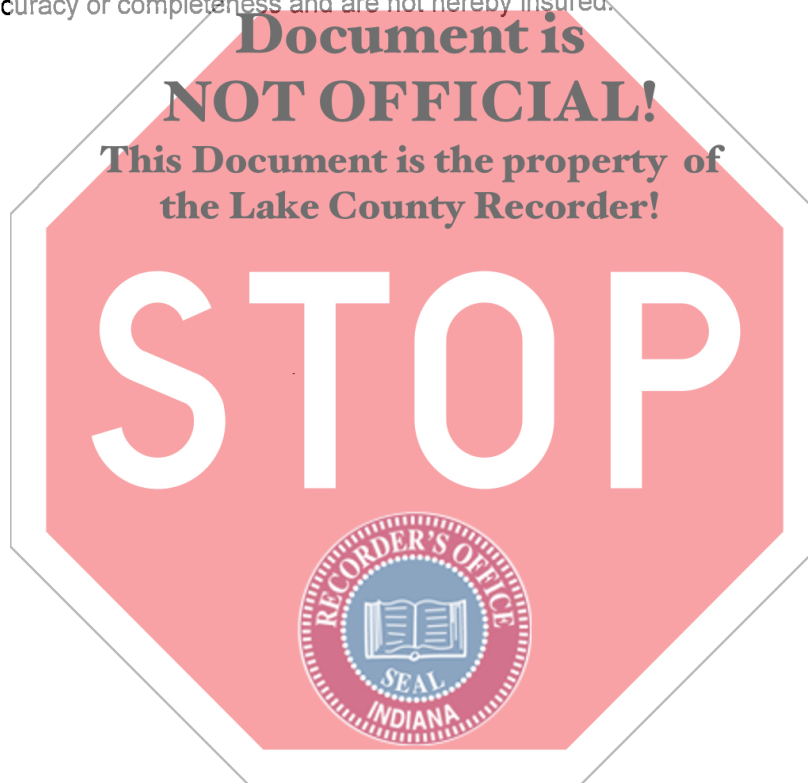 curacy or completeness and are not hereby insured.
Document is
NOT OFFICIAL!
This Document is the property of
the Lake County Recorder!
STOP
RECORDER'S OFFICE
SEAL
INDIANA